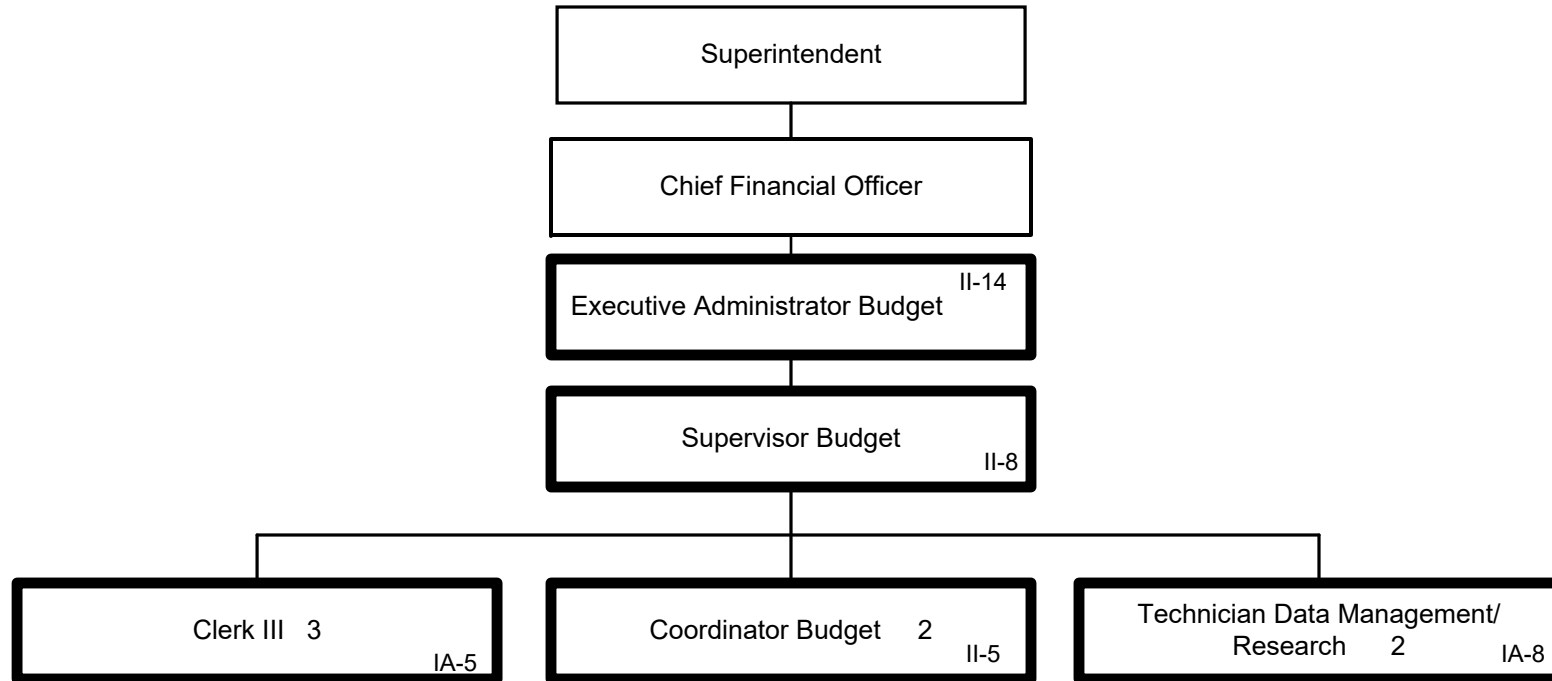 Superintendent
Chief Financial Officer
II-14
Executive Administrator Budget
Supervisor Budget
II-8
Clerk III 3
IA-5
Coordinator Budget 2
II-5
Technician Data Management/
Research 2
IA-8